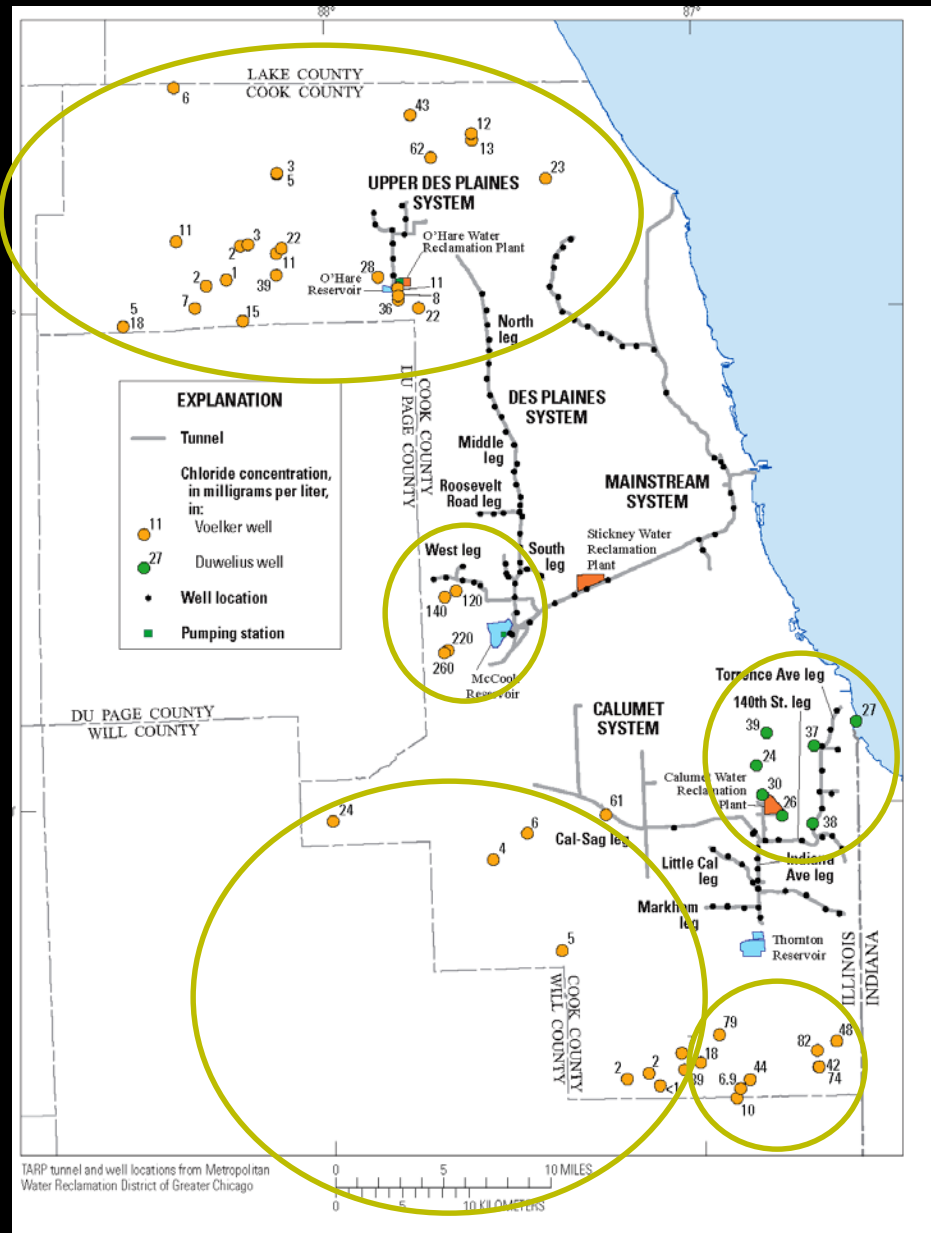 88°
87°
LAKE COUNTY
COOK COUNTY
6
43
12
13
62
23
3
5
UPPER DES PLAINES
SYSTEM
11
3
2
22
O'Hare Water
Reclamation Plant
11
39
28
O'Hare
Reservoir
11
8
36
22
2
1
7
15
5
18
North
leg
COOK COUNTY
DU PAGE COUNTY
DES PLAINES
SYSTEM
EXPLANATION
Tunnel
Chloride concentration,
in milligrams per liter,
in:
11
Voelker well
27
Duwelius well
Well location
Pumping station
Middle
leg
Roosevelt
Road leg
MAINSTREAM
SYSTEM
Stickney Water
Reclamation
Plant
West leg
South
leg
140
120
220
260
McCook
Reservoir
DU PAGE COUNTY
WILL COUNTY
CALUMET
SYSTEM
Torrence Ave leg
140th St. leg
27
39
37
24
Calumet Water
Reclamation
Plant
30
26
38
24
61
6
4
Cal-Sag leg
Little Cal
leg
Indiana
Ave leg
Markham
leg
Thornton
Reservoir
5
COOK COUNTY
WILL COUNTY
ILLINOIS
INDIANA
79
48
82
18
42
74
2
2
<1
39
6.9
44
10
TARP tunnel and well locations from Metropolitan
Water Reclamation District of Greater Chicago
0 5 10 MILES
0 5 10 KILOMETERS